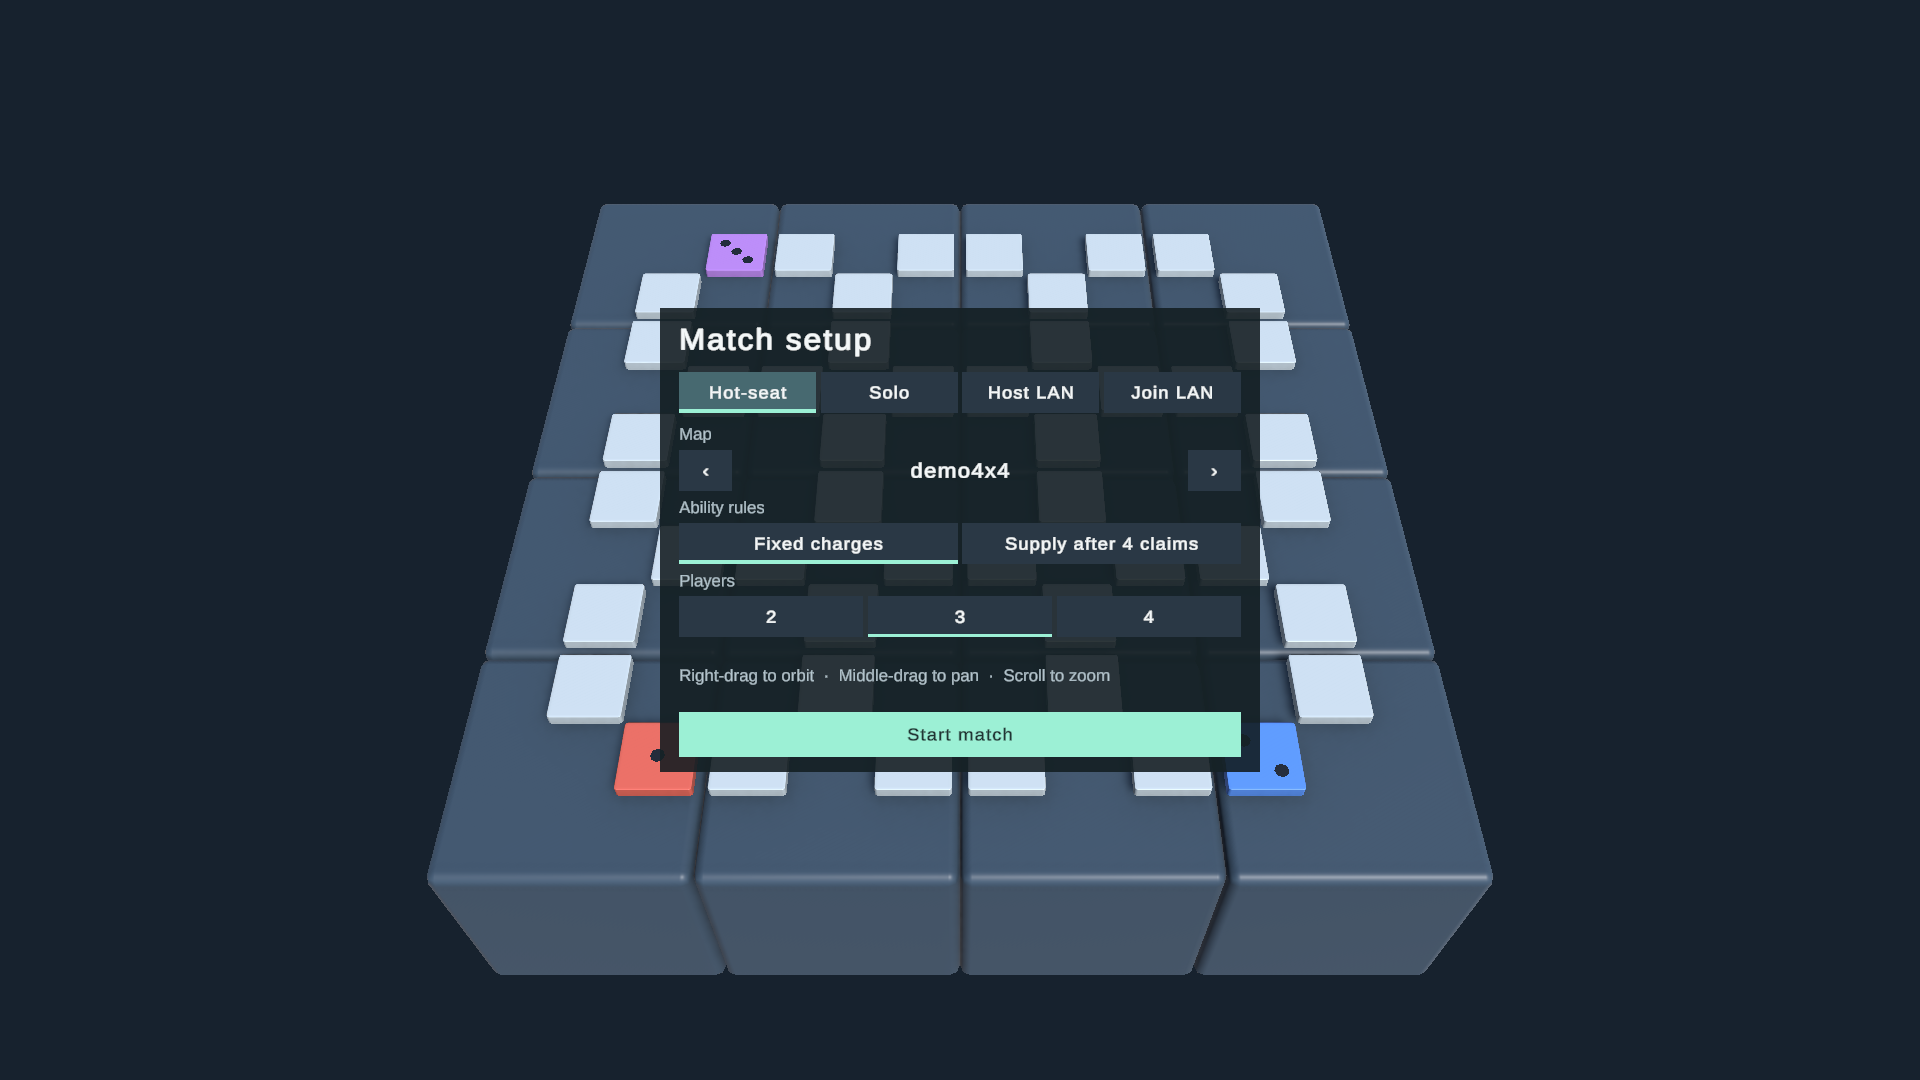 Match setup
Hot-seat Solo Host LAN Join LAN
Map
‹ demo4x4 ›
Ability rules
Fixed charges Supply after 4 claims
Players
2 3 4
Right-drag to orbit · Middle-drag to pan · Scroll to zoom
Start match